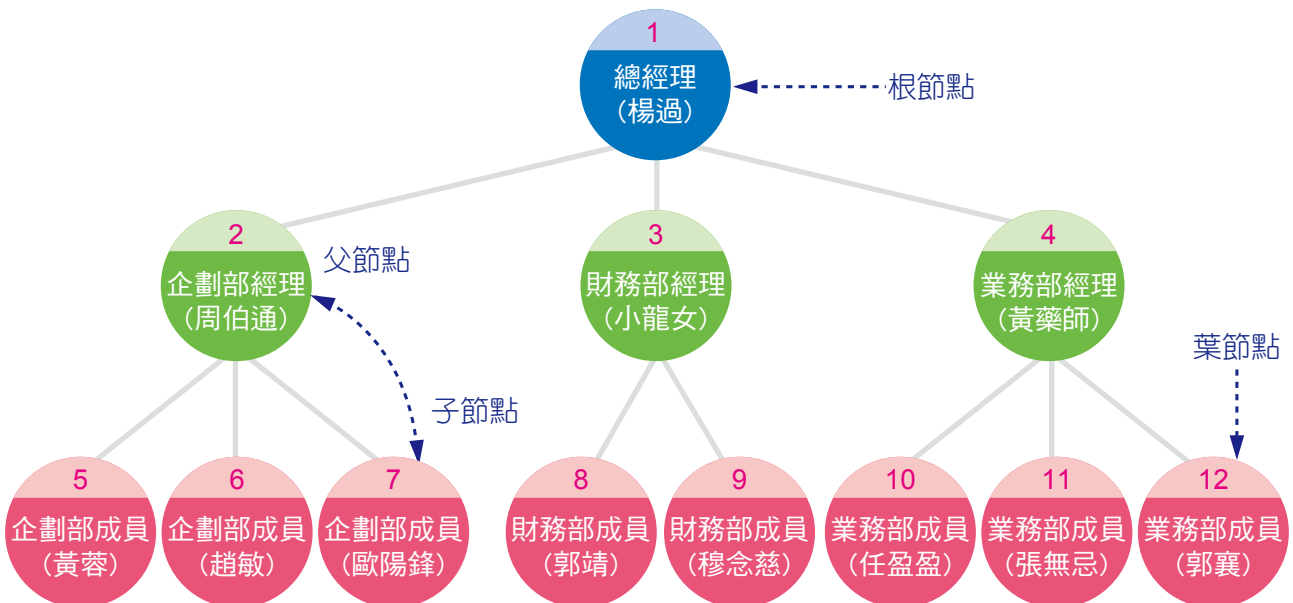 1
總經理
(楊過)
根節點
2
企劃部經理
(周伯通)
父節點
子節點
3
財務部經理
(小龍女)
4
業務部經理
(黃藥師)
葉節點
5
企劃部成員
(黃蓉)
6
企劃部成員
(趙敏)
7
企劃部成員
(歐陽鋒)
8
財務部成員
(郭靖)
9
財務部成員
(穆念慈)
10
業務部成員
(任盈盈)
11
業務部成員
(張無忌)
12
業務部成員
(郭襄)